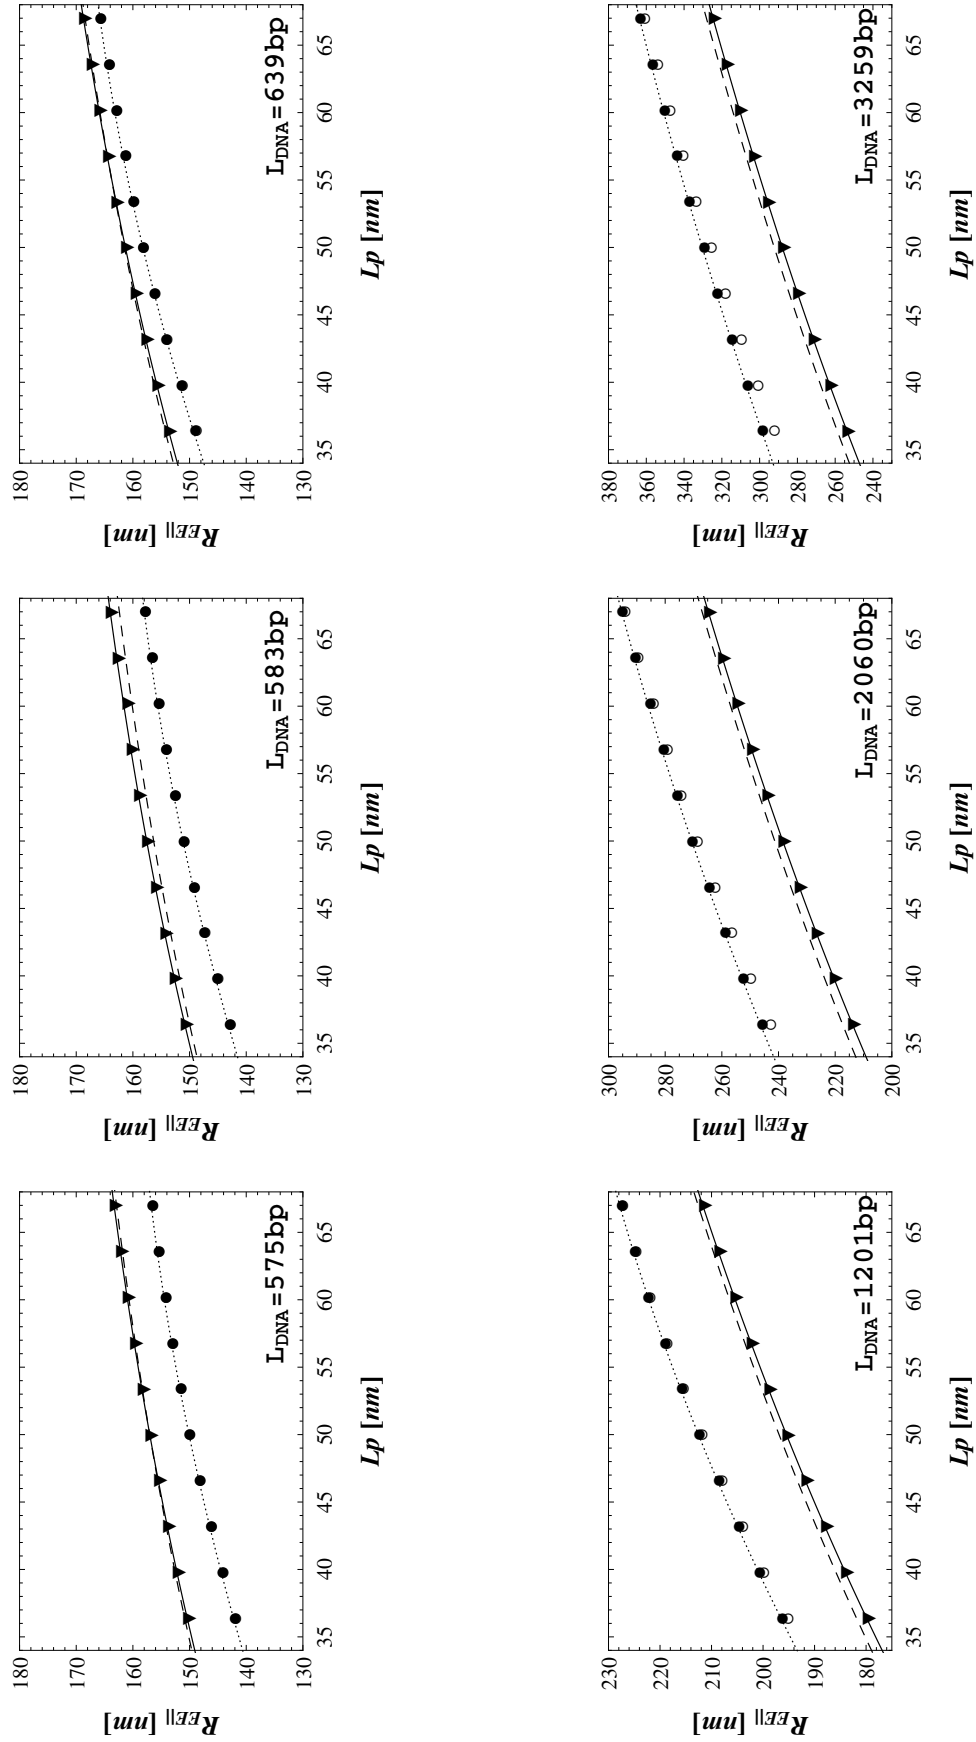 R_EE|| [nm]
180
170
160
150
140
130
L_DNA=575bp
35 40 45 50 55 60 65
Lp [nm]
R_EE|| [nm]
180
170
160
150
140
130
L_DNA=583bp
35 40 45 50 55 60 65
Lp [nm]
R_EE|| [nm]
180
170
160
150
140
130
L_DNA=639bp
35 40 45 50 55 60 65
Lp [nm]
R_EE|| [nm]
230
220
210
200
190
180
L_DNA=1201bp
35 40 45 50 55 60 65
Lp [nm]
R_EE|| [nm]
300
280
260
240
220
200
L_DNA=2060bp
35 40 45 50 55 60 65
Lp [nm]
R_EE|| [nm]
380
360
340
320
300
280
260
240
L_DNA=3259bp
35 40 45 50 55 60 65
Lp [nm]